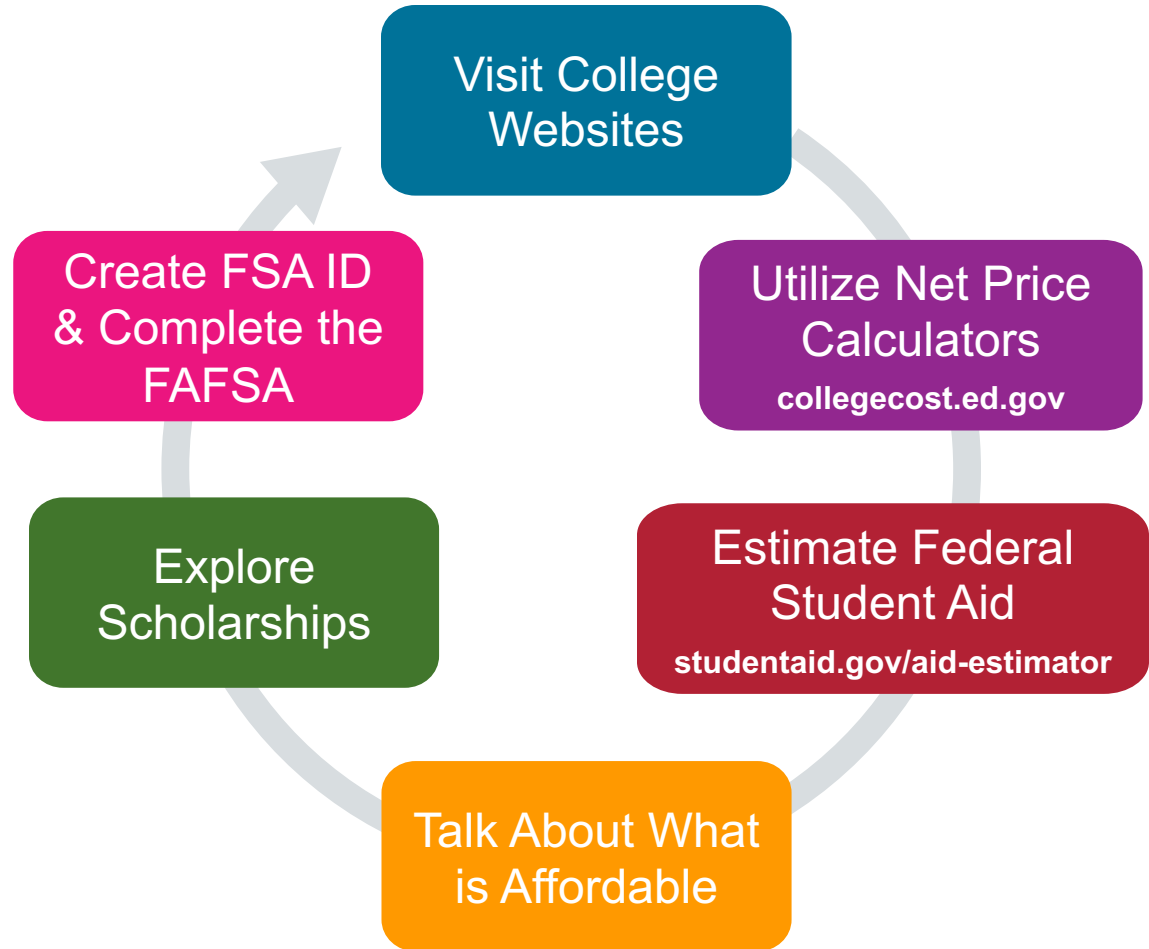 Visit College
Websites
Utilize Net Price
Calculators
collegecost.ed.gov
Estimate Federal
Student Aid
studentaid.gov/aid-estimator
Talk About What
is Affordable
Explore
Scholarships
Create FSA ID
& Complete the
FAFSA